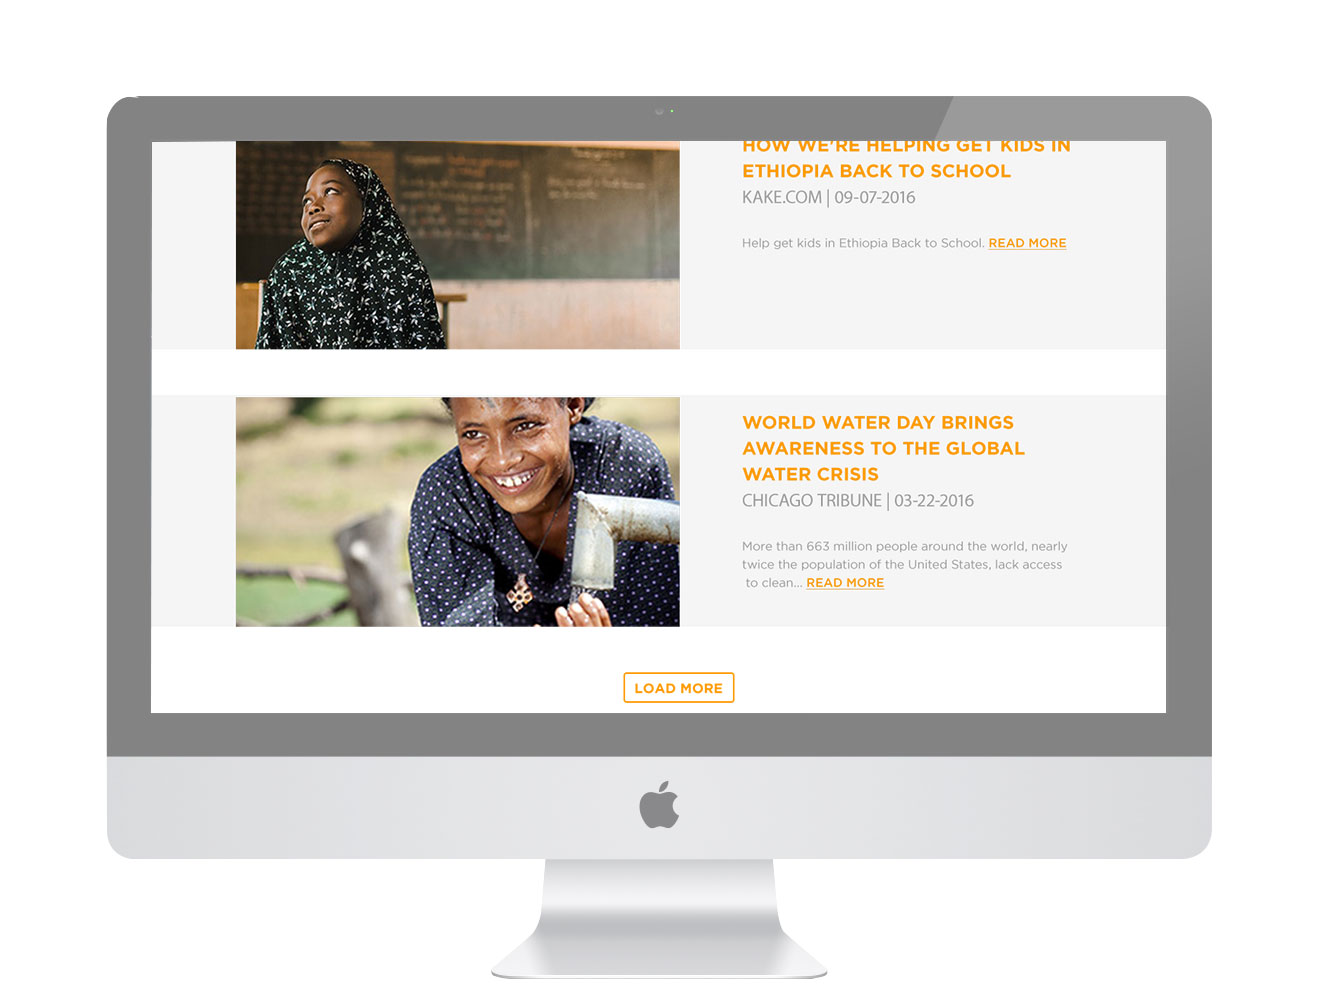 HOW WE'RE HELPING GET KIDS IN
ETHIOPIA BACK TO SCHOOL
KAKE.COM | 09-07-2016
Help get kids in Ethiopia Back to School. READ MORE
WORLD WATER DAY BRINGS
AWARENESS TO THE GLOBAL
WATER CRISIS
CHICAGO TRIBUNE | 03-22-2016
More than 663 million people around the world, nearly
twice the population of the United States, lack access
to clean... READ MORE
LOAD MORE